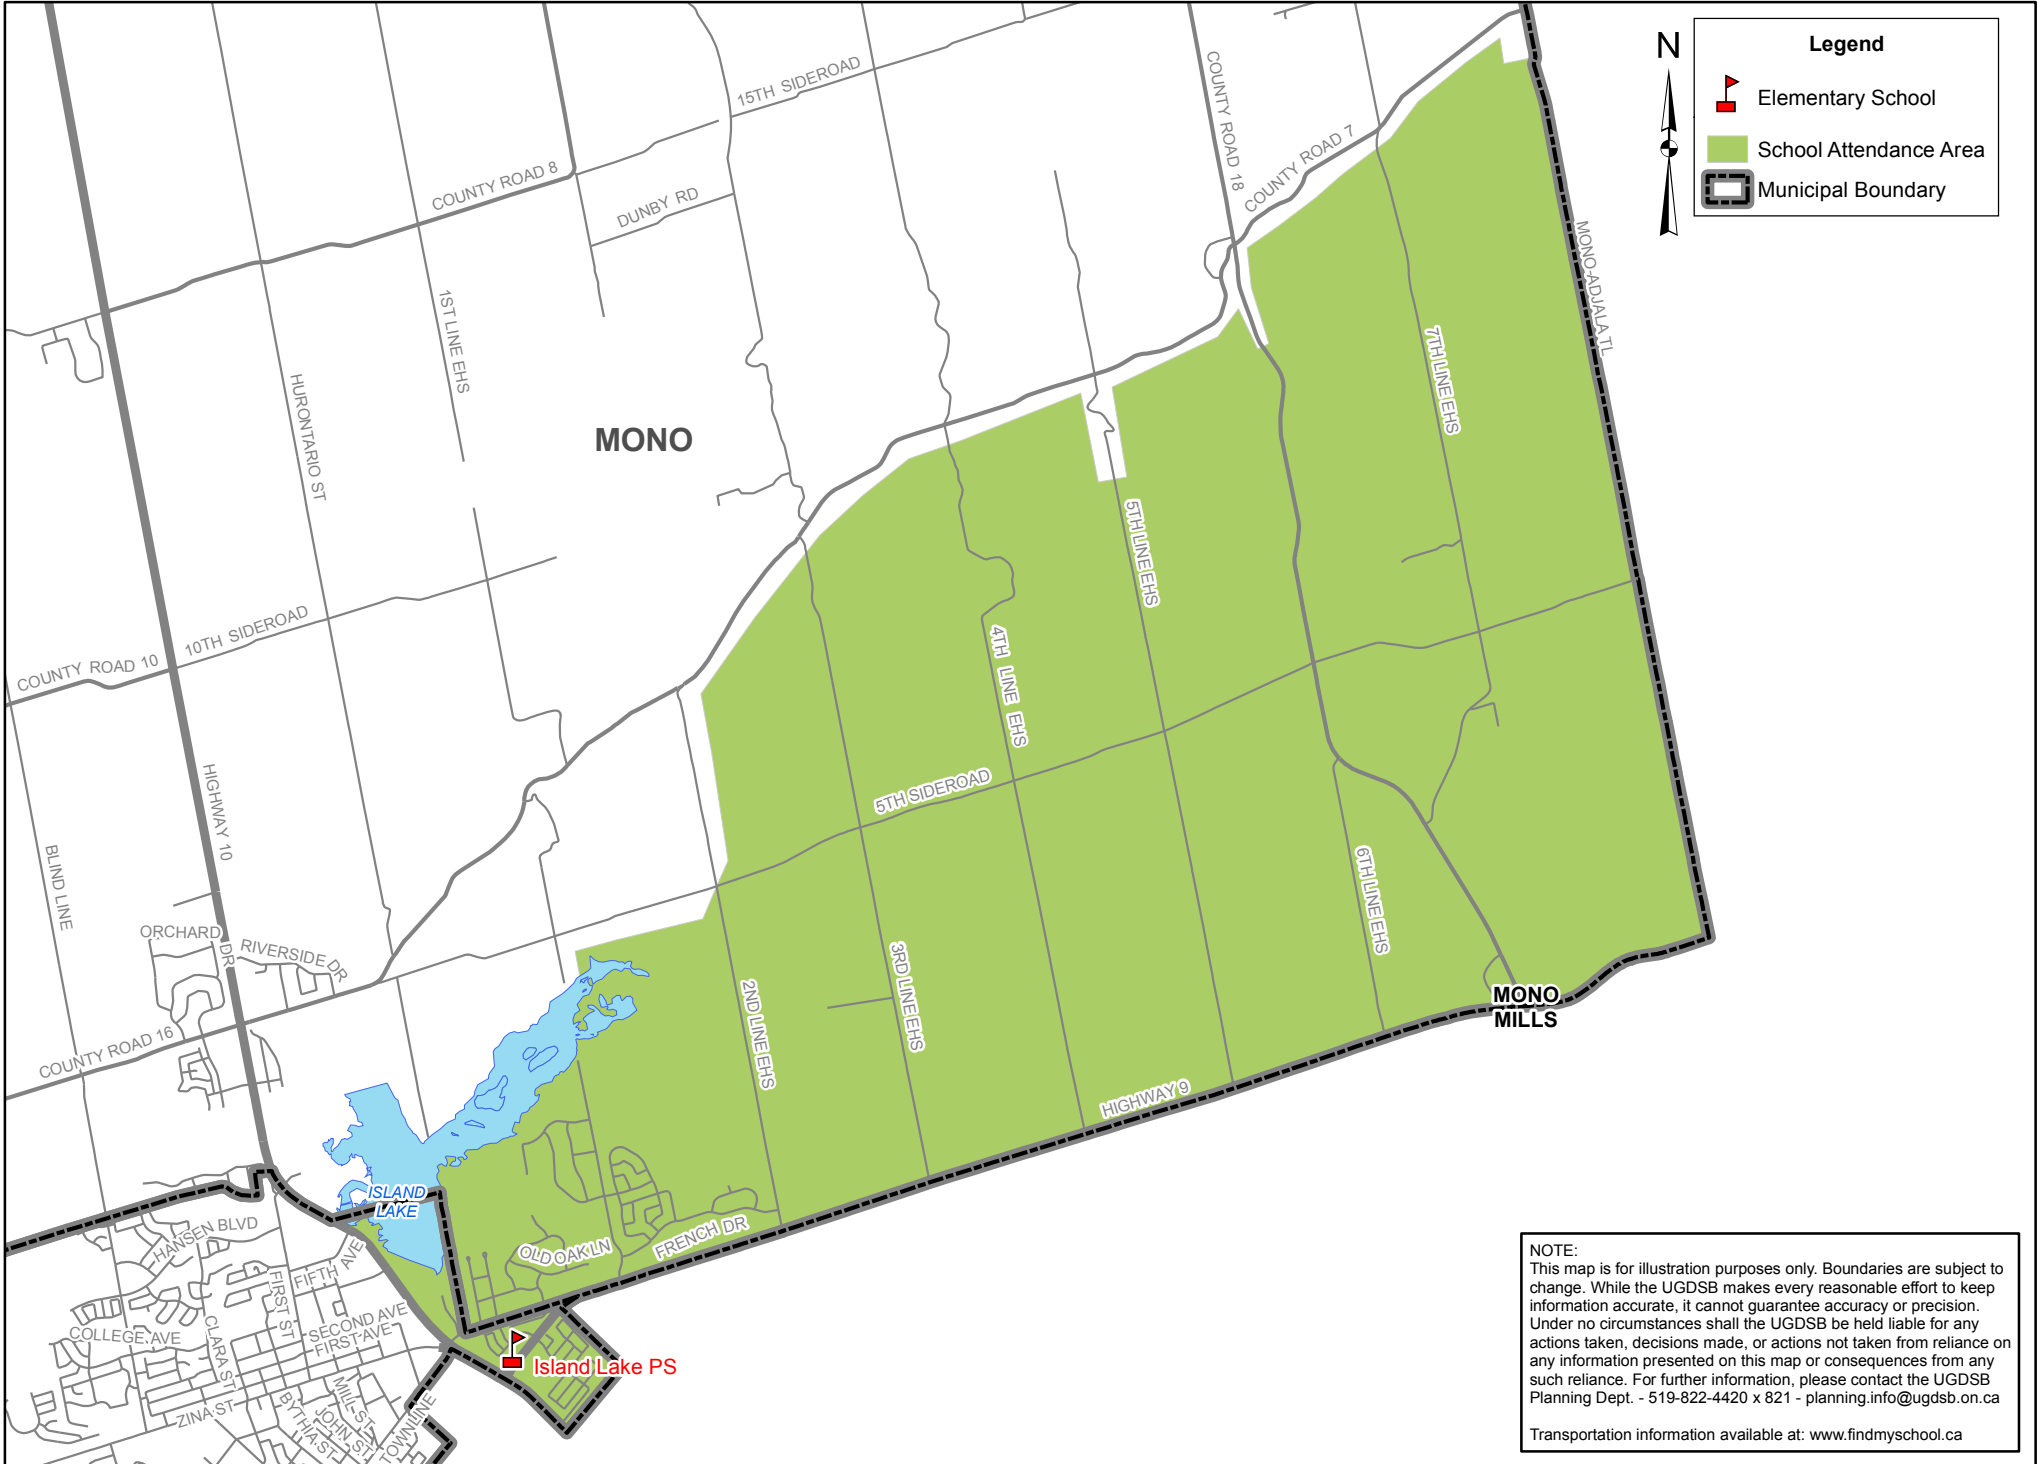 N
Legend
Elementary School
School Attendance Area
Municipal Boundary
15TH SIDEROAD
COUNTY ROAD 18
COUNTY ROAD 7
COUNTY ROAD 8
DUNBY RD
MONO-ADJALA TL
1ST LINE EHS
7TH LINE EHS
HURONTARIO ST
MONO
5TH LINE EHS
10TH SIDEROAD
4TH LINE EHS
COUNTY ROAD 10
HIGHWAY 10
5TH SIDEROAD
BLIND LINE
6TH LINE EHS
ORCHARD DR
RIVERSIDE DR
3RD LINE EHS
2ND LINE EHS
MONO
MILLS
COUNTY ROAD 16
HIGHWAY 9
ISLAND
LAKE
HANSEN BLVD
FIFTH AVE
OLD OAK LN
FRENCH DR
FIRST ST
SECOND AVE
FIRST AVE
COLLEGE AVE
CLARA ST
Island Lake PS
MILL ST
ZINA ST
BYTHIA ST
JOHN ST
TOWNLINE
NOTE:
This map is for illustration purposes only. Boundaries are subject to
change. While the UGDSB makes every reasonable effort to keep
information accurate, it cannot guarantee accuracy or precision.
Under no circumstances shall the UGDSB be held liable for any
actions taken, decisions made, or actions not taken from reliance on
any information presented on this map or consequences from any
such reliance. For further information, please contact the UGDSB
Planning Dept. - 519-822-4420 x 821 - planning.info@ugdsb.on.ca
Transportation information available at: www.findmyschool.ca